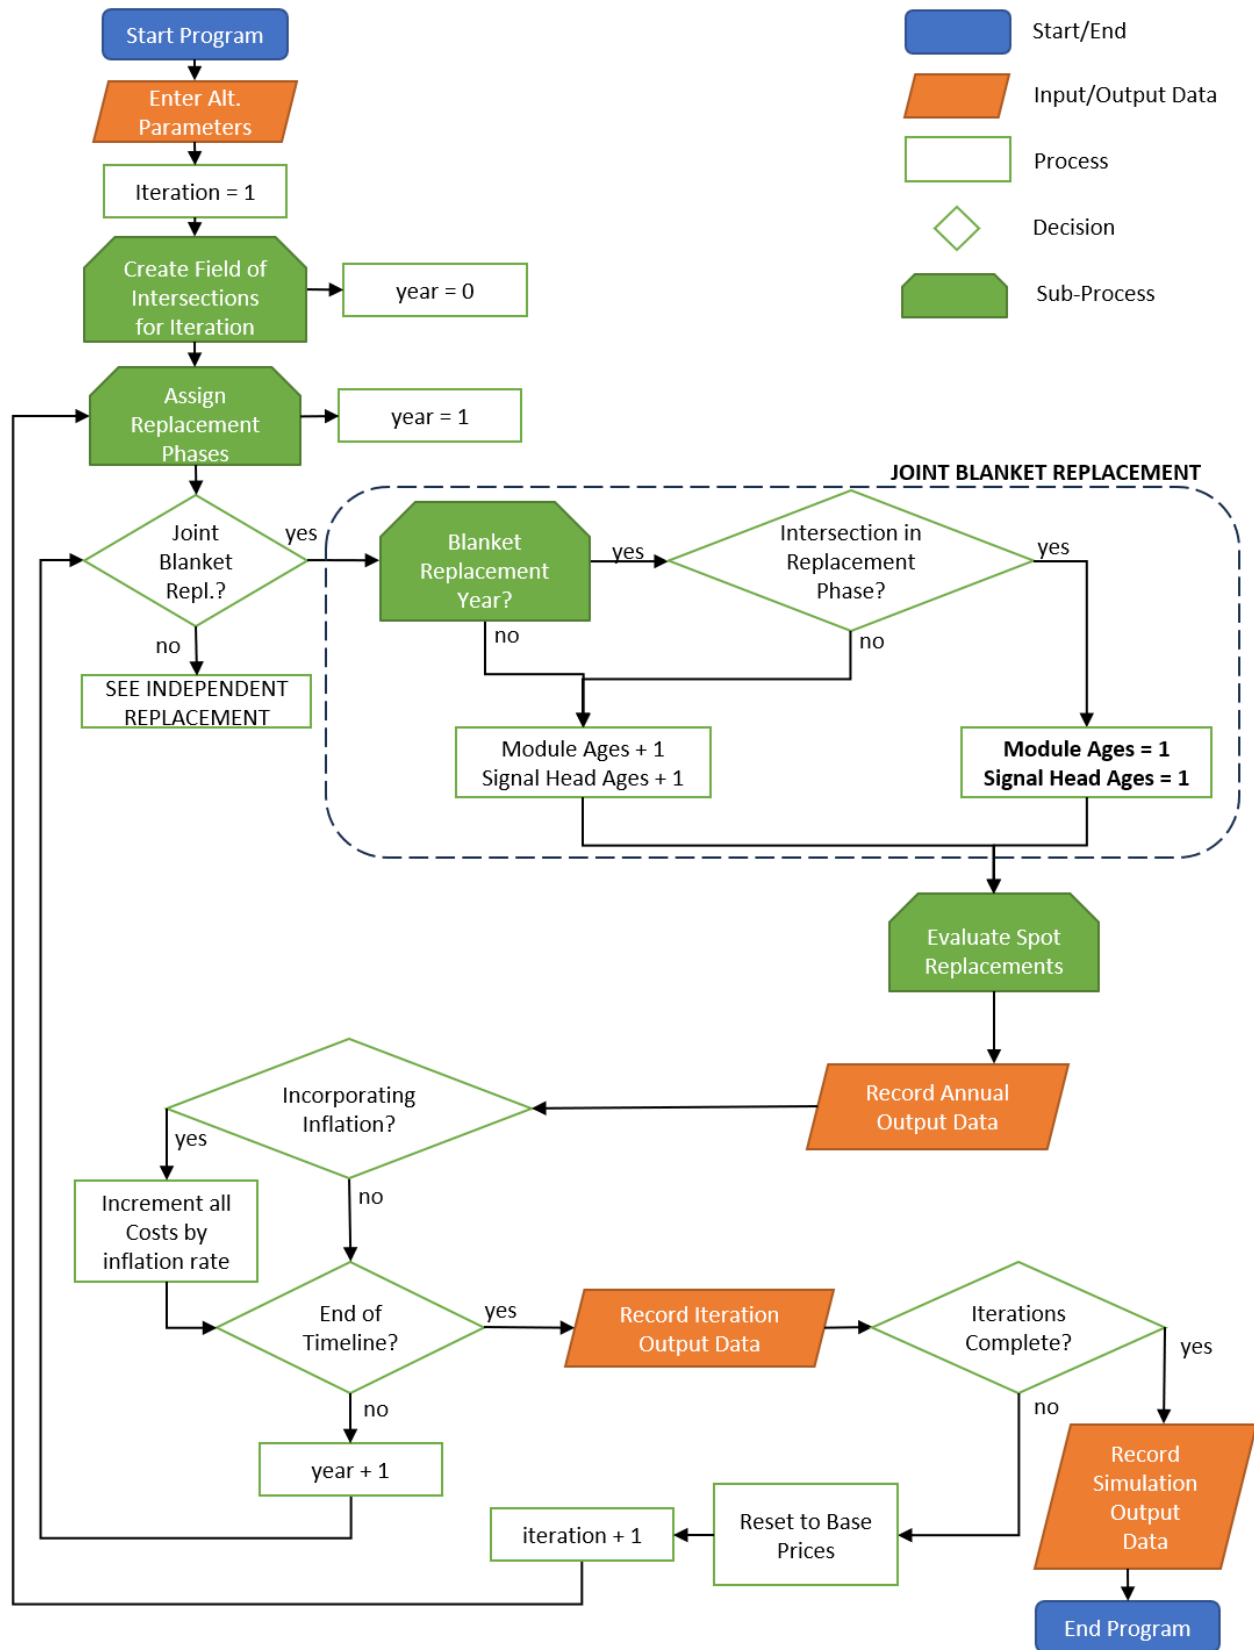 Start Program
Enter Alt.
Parameters
Iteration = 1
Create Field of
Intersections
for Iteration
year = 0
Assign
Replacement
Phases
year = 1
Start/End
Input/Output Data
Process
Decision
Sub-Process
JOINT BLANKET REPLACEMENT
Joint
Blanket
Repl.?
yes
no
SEE INDEPENDENT
REPLACEMENT
Blanket
Replacement
Year?
yes
no
Intersection in
Replacement
Phase?
yes
no
Module Ages + 1
Signal Head Ages + 1
Module Ages = 1
Signal Head Ages = 1
Evaluate Spot
Replacements
Record Annual
Output Data
Incorporating
Inflation?
yes
no
Increment all
Costs by
inflation rate
End of
Timeline?
yes
no
Record Iteration
Output Data
Iterations
Complete?
yes
no
year + 1
iteration + 1
Reset to Base
Prices
Record
Simulation
Output
Data
End Program